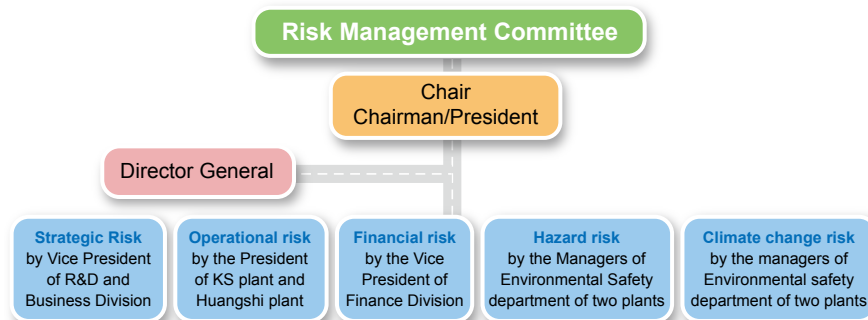 Risk Management Committee
Chair
Chairman/President
Director General
Strategic Risk
by Vice President
of R&D and
Business Division
Operational risk
by the President
of KS plant and
Huangshi plant
Financial risk
by the Vice
President of
Finance Division
Hazard risk
by the Managers of
Environmental Safety
department of two plants
Climate change risk
by the managers of
Environmental safety
department of two plants